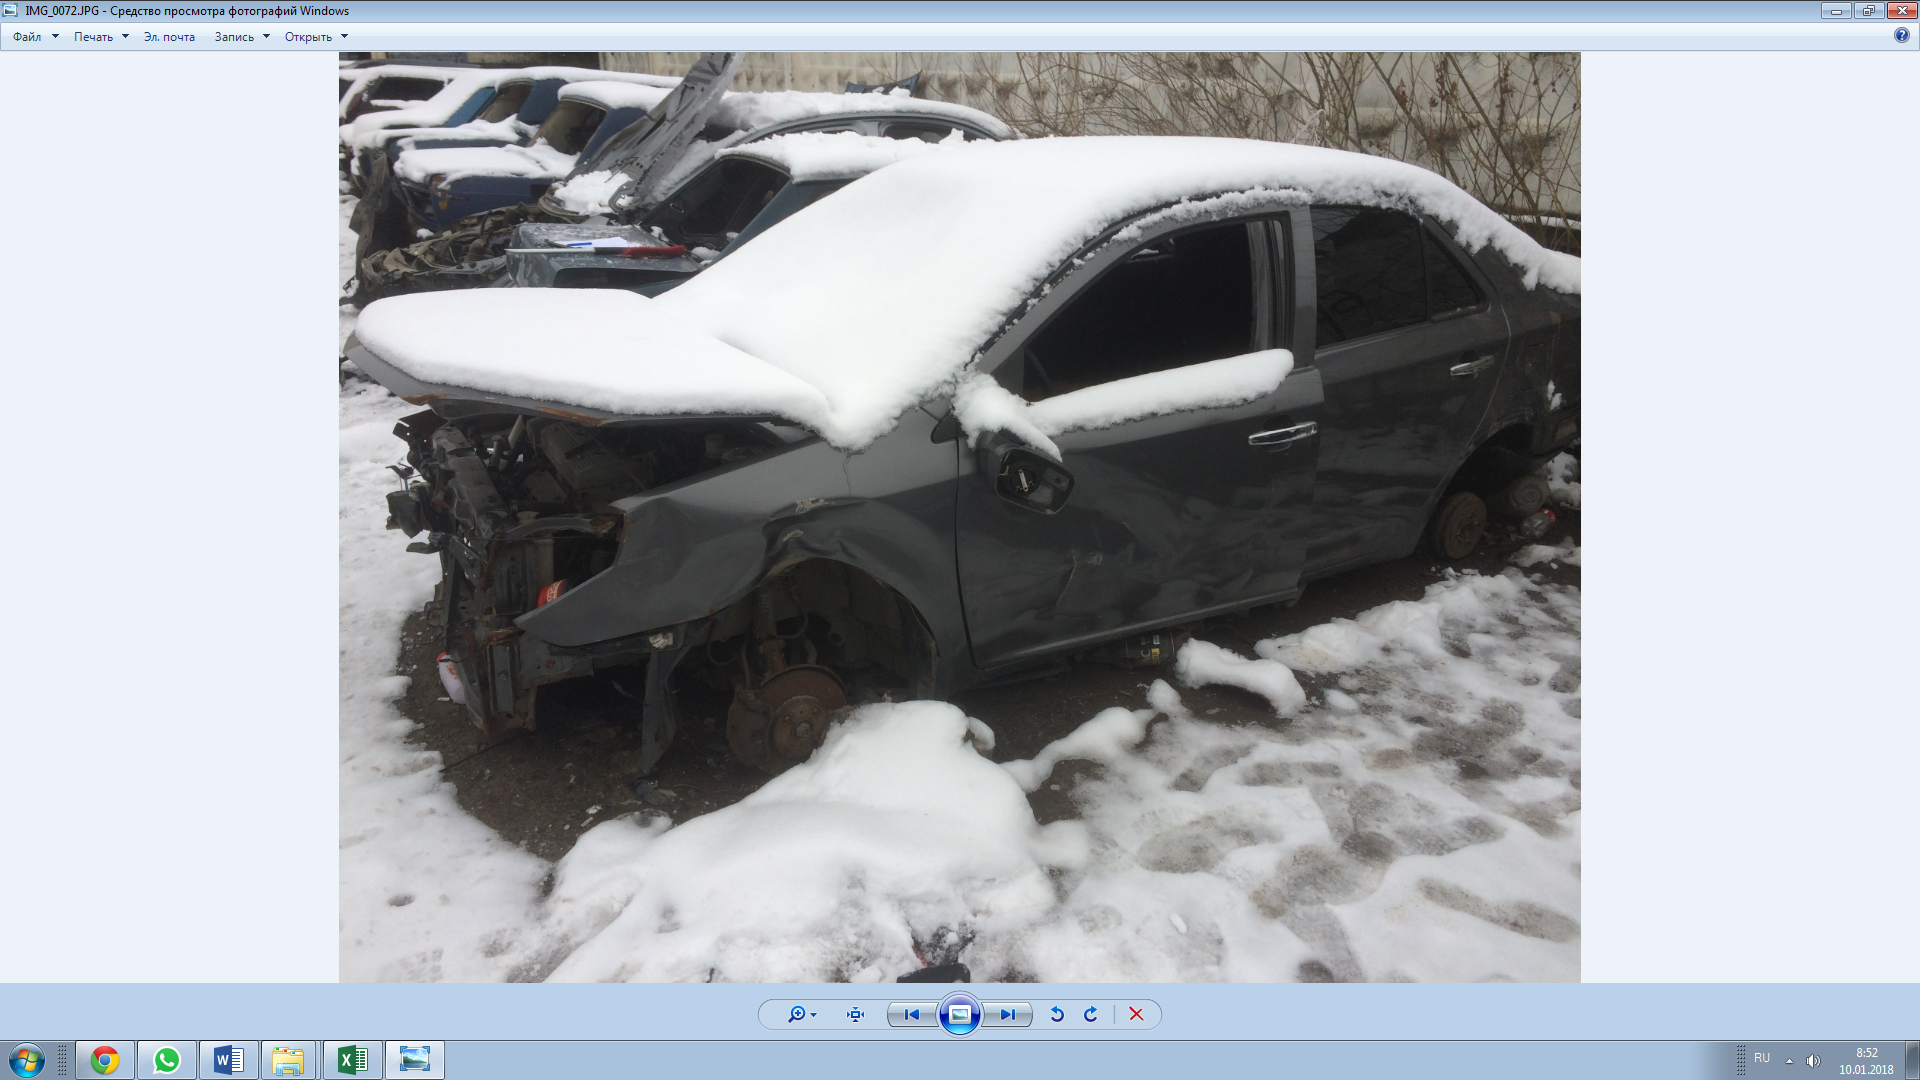 IMG_0072.JPG - Средство просмотра фотографий Windows
Файл Печать Эл. почта Запись Открыть
RU
8:52
10.01.2018